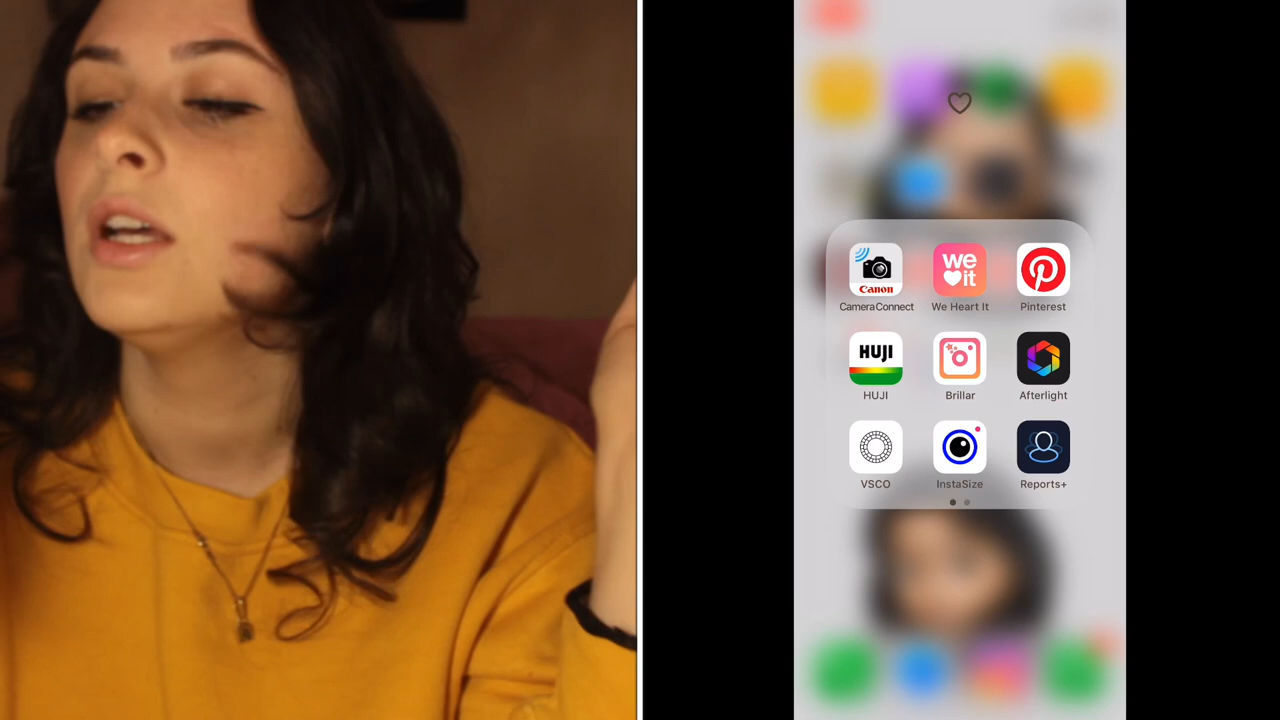 we
it
Canon
CameraConnect
We Heart It
Pinterest
HUJI
HUJI
Brillar
Afterlight
VSCO
InstaSize
Reports+